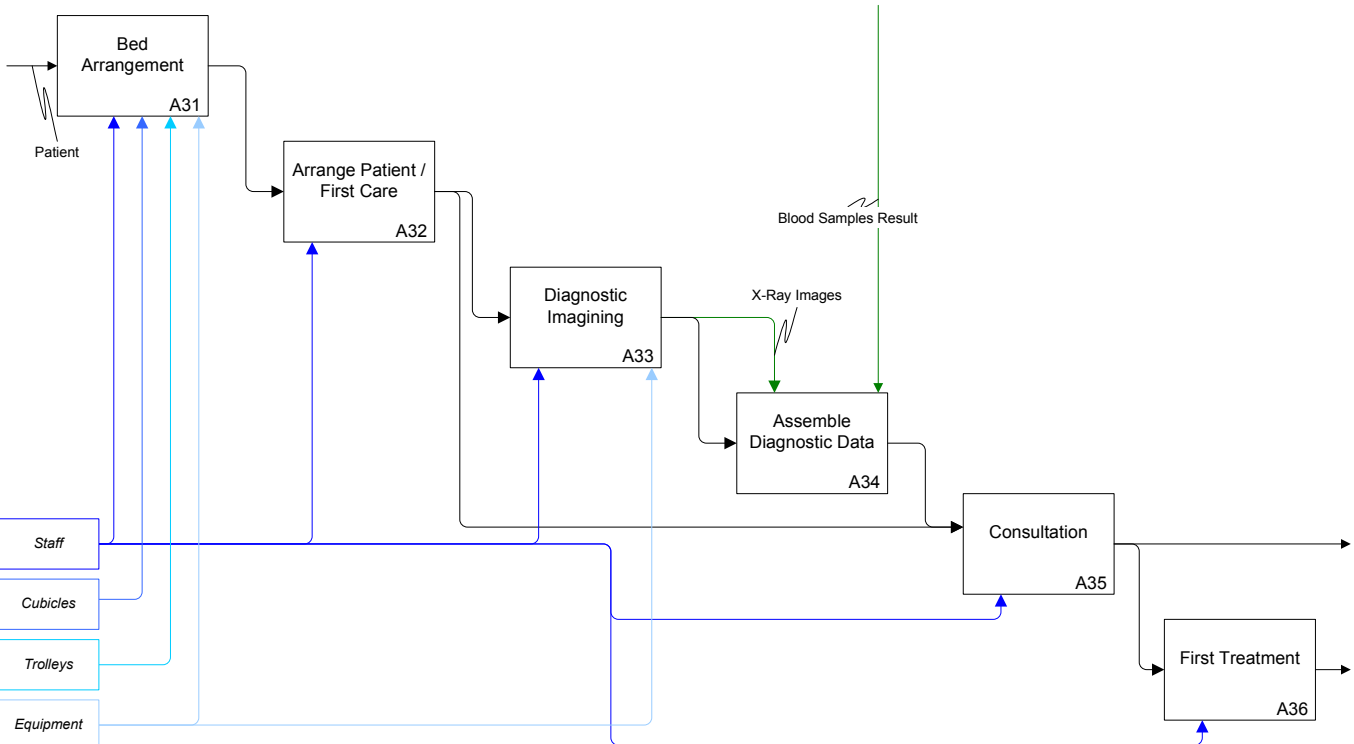 Bed
Arrangement
A31
Patient
Arrange Patient /
First Care
A32
Blood Samples Result
Diagnostic
Imagining
A33
X-Ray Images
Assemble
Diagnostic Data
A34
Consultation
A35
First Treatment
A36
Staff
Cubicles
Trolleys
Equipment